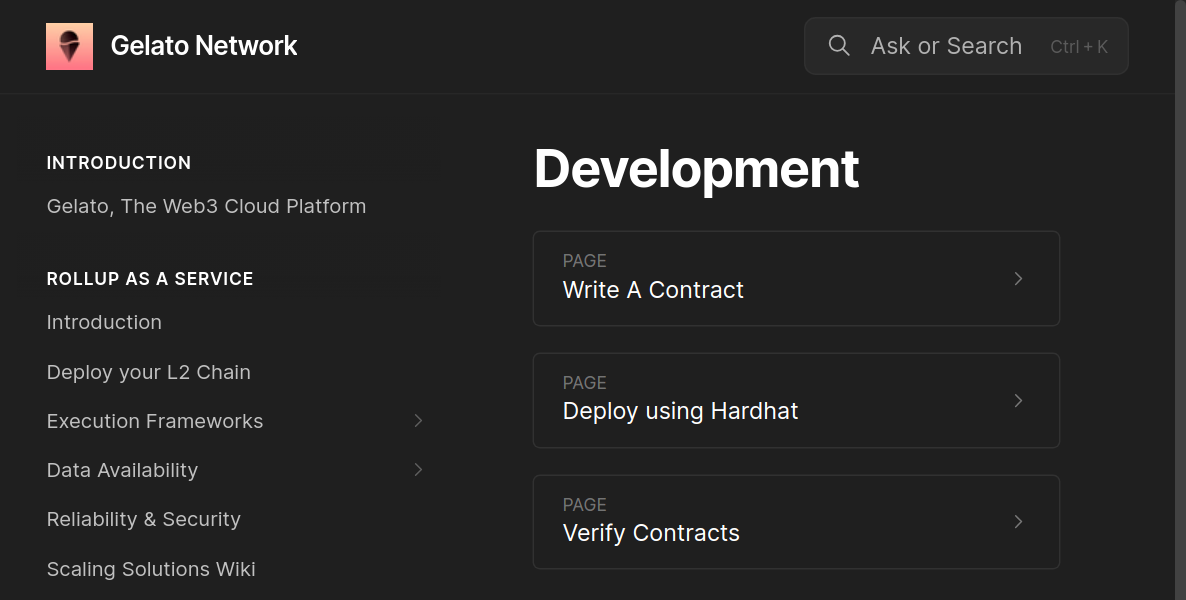 Gelato Network
Ask or Search Ctrl + K
INTRODUCTION
Gelato, The Web3 Cloud Platform
ROLLUP AS A SERVICE
Introduction
Deploy your L2 Chain
Execution Frameworks
Data Availability
Reliability & Security
Scaling Solutions Wiki
Development
PAGE
Write A Contract
PAGE
Deploy using Hardhat
PAGE
Verify Contracts